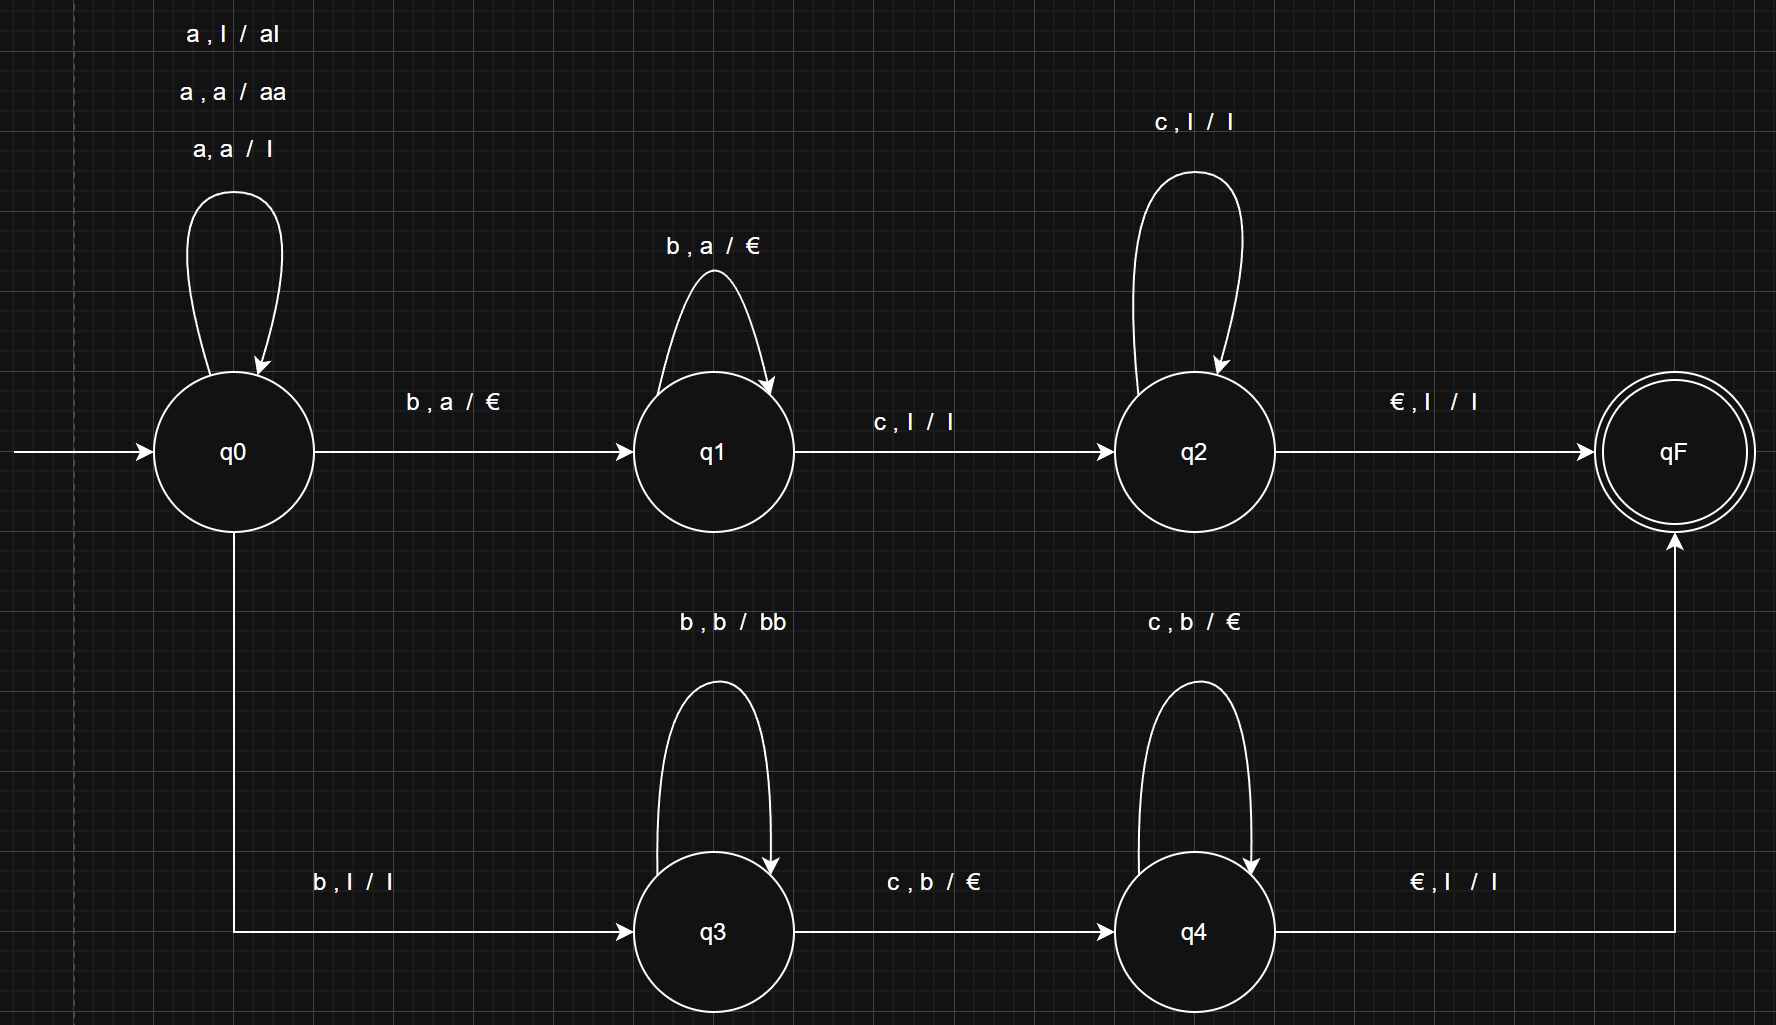 a , I / aI
a , a / aa
a, a / I
c , I / I
b , a / €
b , a / €
c , I / I
€ , I / I
q0
q1
q2
qF
b , b / bb
c , b / €
b , I / I
c , b / €
€ , I / I
q3
q4